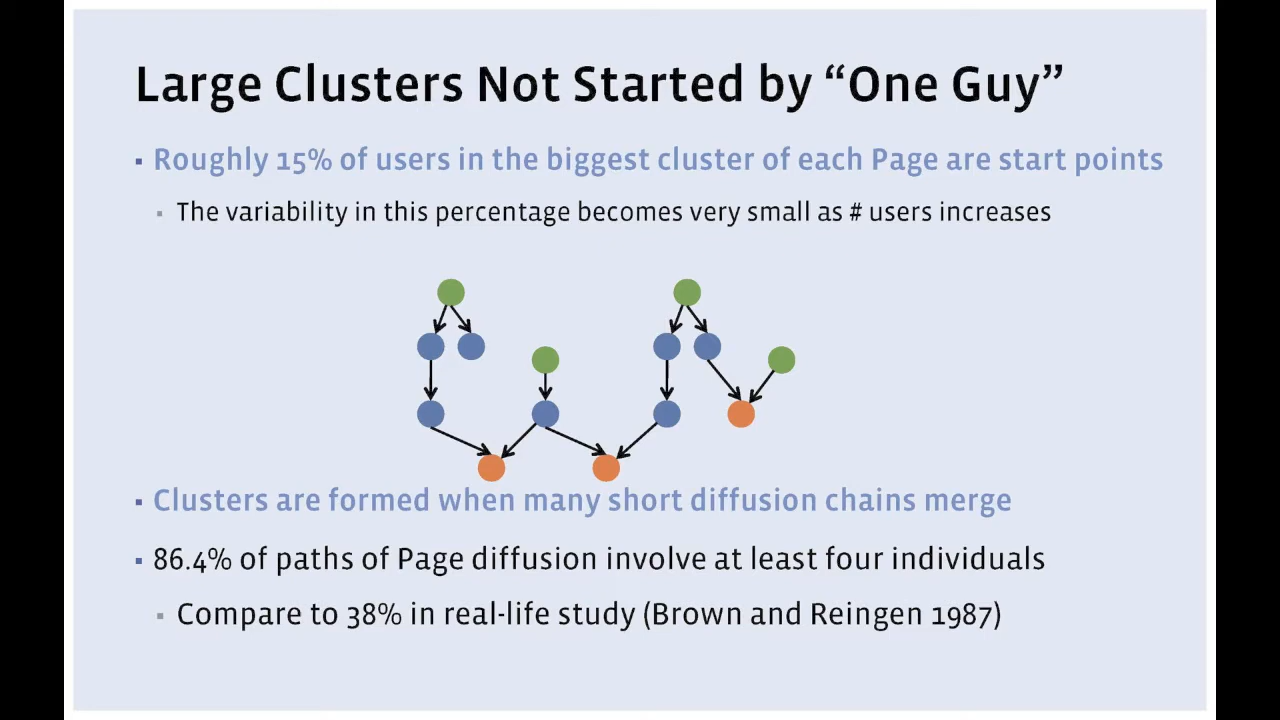 Large Clusters Not Started by “One Guy”
▪ Roughly 15% of users in the biggest cluster of each Page are start points
▪ The variability in this percentage becomes very small as # users increases
▪ Clusters are formed when many short diffusion chains merge
▪ 86.4% of paths of Page diffusion involve at least four individuals
▪ Compare to 38% in real-life study (Brown and Reingen 1987)